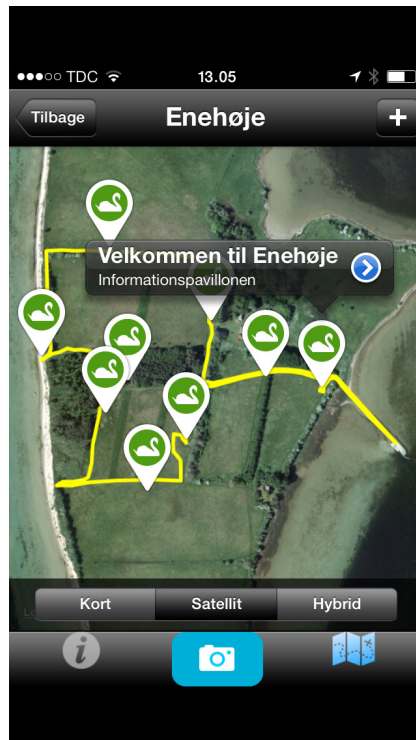 TDC
13.05
Tilbage
Enehøje
+
Velkommen til Enehøje
Informationspavillonen
Kort
Satellit
Hybrid
i